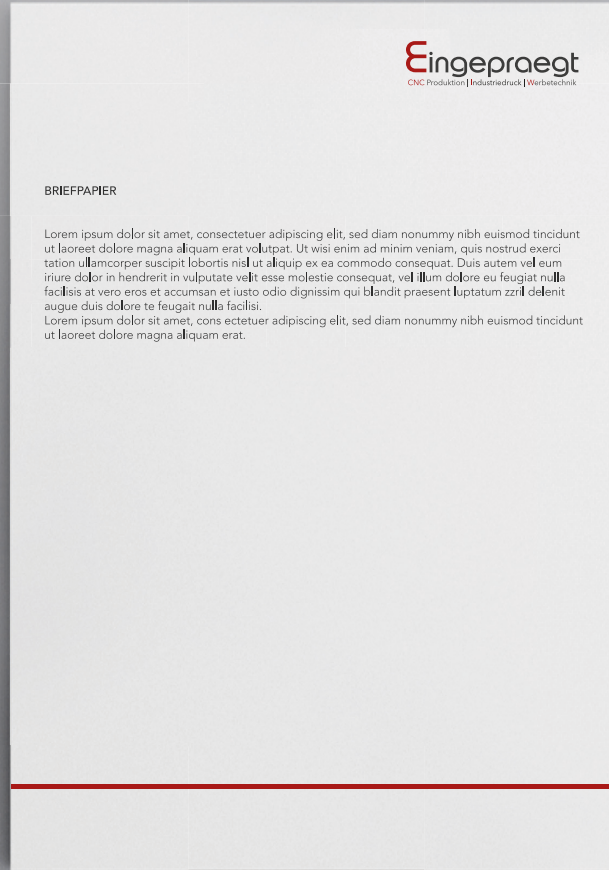 Eingepraegt
CNC Produktion | Industriedruck | Werbetechnik
BRIEFPAPIER
Lorem ipsum dolor sit amet, consectetuer adipiscing elit, sed diam nonummy nibh euismod tincidunt
ut laoreet dolore magna aliquam erat volutpat. Ut wisi enim ad minim veniam, quis nostrud exerci
tation ullamcorper suscipit lobortis nisl ut aliquip ex ea commodo consequat. Duis autem vel eum
iriure dolor in hendrerit in vulputate velit esse molestie consequat, vel illum dolore eu feugiat nulla
facilisis at vero eros et accumsan et iusto odio dignissim qui blandit praesent luptatum zzril delenit
augue duis dolore te feugait nulla facilisi.
Lorem ipsum dolor sit amet, cons ectetuer adipiscing elit, sed diam nonummy nibh euismod tincidunt
ut laoreet dolore magna aliquam erat.